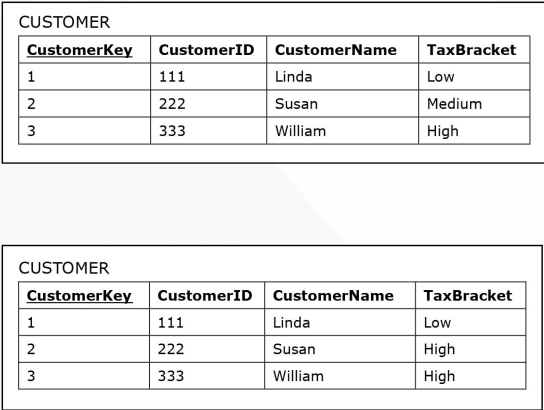 CUSTOMER
CustomerKey CustomerID CustomerName TaxBracket
1 111 Linda Low
2 222 Susan Medium
3 333 William High
CUSTOMER
CustomerKey CustomerID CustomerName TaxBracket
1 111 Linda Low
2 222 Susan High
3 333 William High